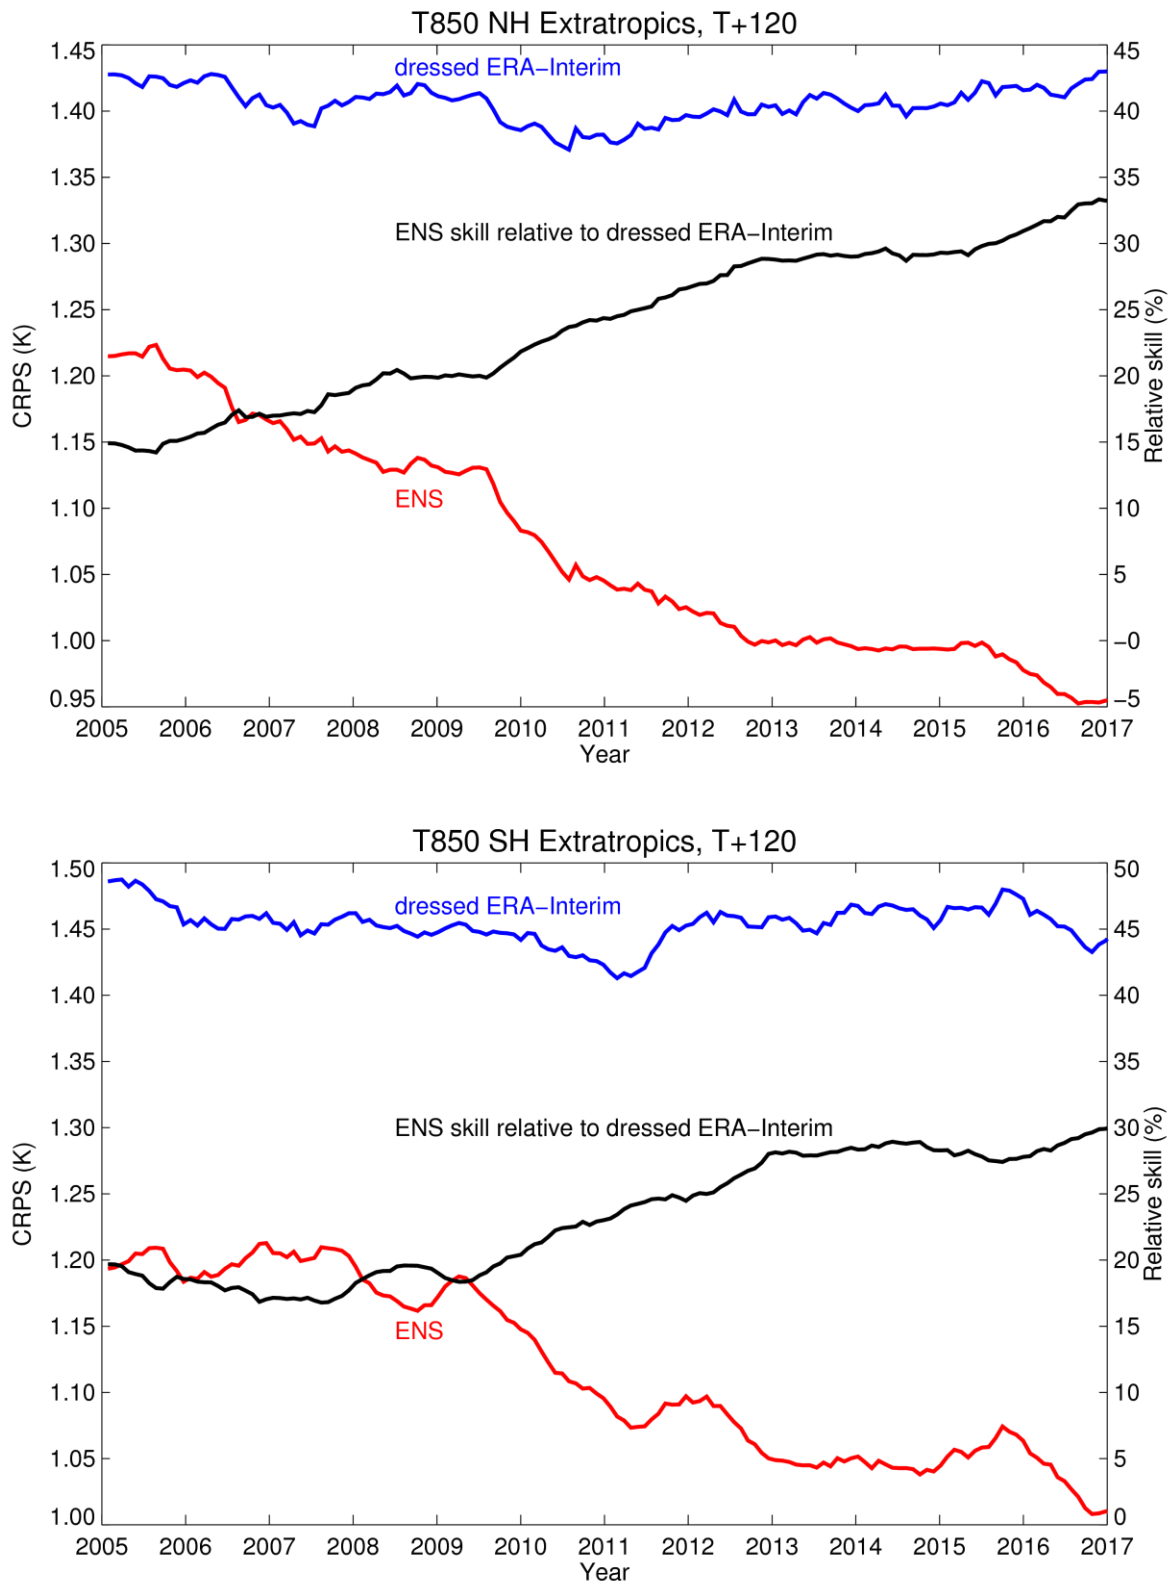 T850 NH Extratropics, T+120
1.45
1.40
1.35
1.30
1.25
1.20
1.15
1.10
1.05
1.00
0.95
CRPS (K)
dressed ERA−Interim
ENS skill relative to dressed ERA−Interim
ENS
45
40
35
30
25
20
15
10
5
−0
−5
Relative skill (%)
2005 2006 2007 2008 2009 2010 2011 2012 2013 2014 2015 2016 2017
Year
T850 SH Extratropics, T+120
1.50
1.45
1.40
1.35
1.30
1.25
1.20
1.15
1.10
1.05
1.00
CRPS (K)
dressed ERA−Interim
ENS skill relative to dressed ERA−Interim
ENS
50
45
40
35
30
25
20
15
10
5
0
Relative skill (%)
2005 2006 2007 2008 2009 2010 2011 2012 2013 2014 2015 2016 2017
Year